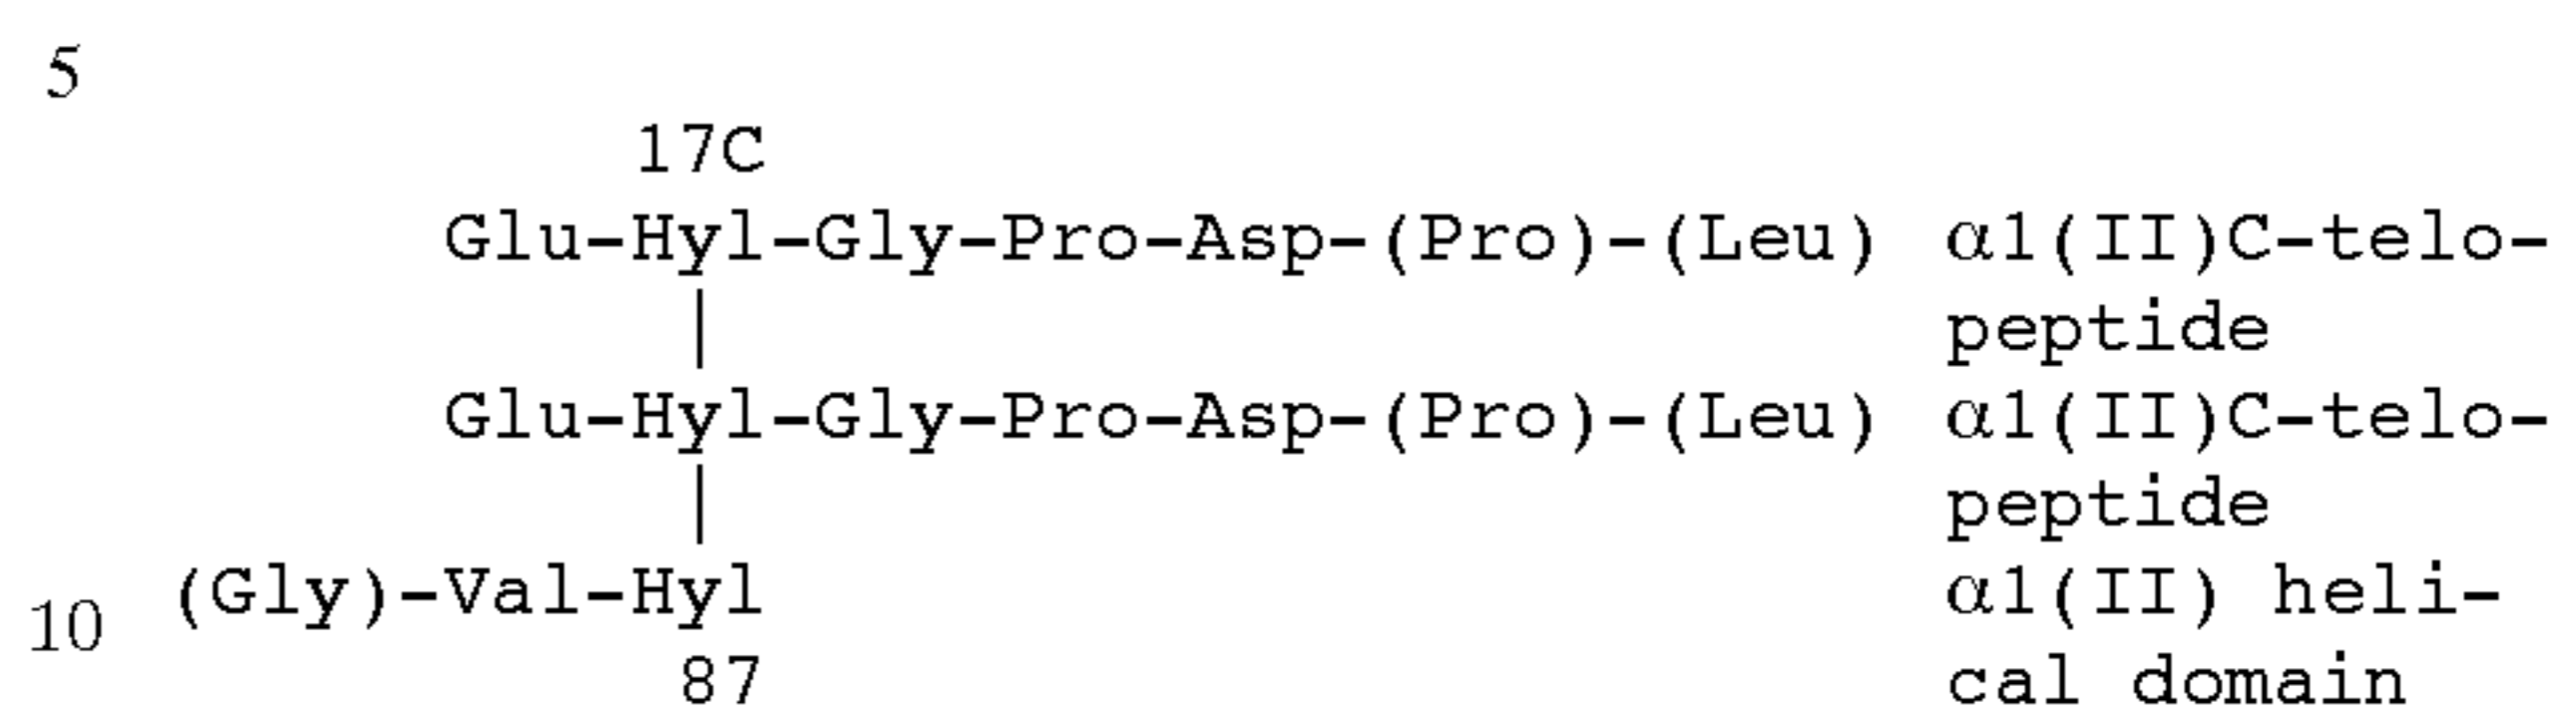 5
17C
Glu-Hyl-Gly-Pro-Asp-(Pro)-(Leu) α1(II)C-telo-
peptide
Glu-Hyl-Gly-Pro-Asp-(Pro)-(Leu) α1(II)C-telo-
peptide
10 (Gly)-Val-Hyl α1(II) heli-
87 cal domain